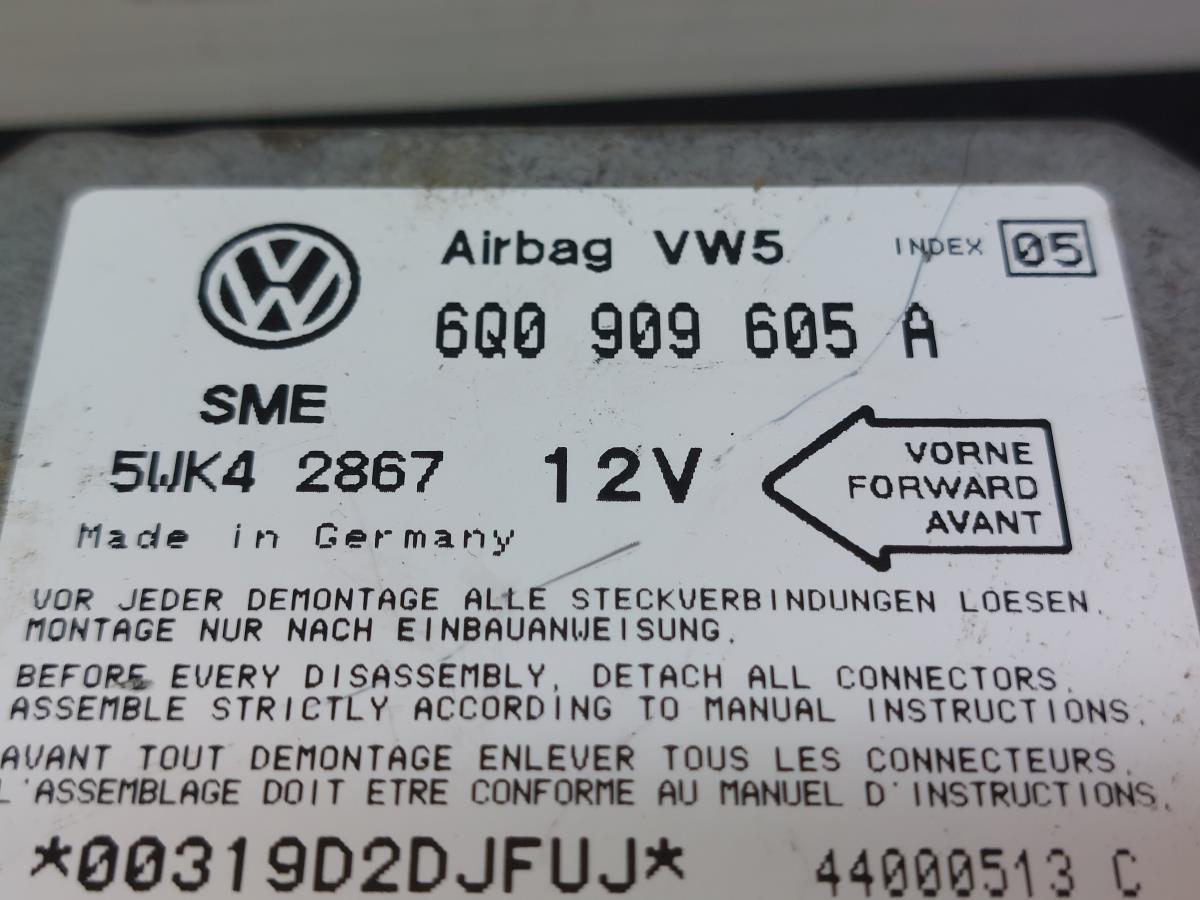 Airbag VW5 INDEX 05
6Q0 909 605 A
SME
5WK4 2867 12V
VORNE
FORWARD
AVANT
Made in Germany
VOR JEDER DEMONTAGE ALLE STECKVERBINDUNGEN LOESEN.
MONTAGE NUR NACH EINBAUANWEISUNG.
BEFORE EVERY DISASSEMBLY, DETACH ALL CONNECTORS.
ASSEMBLE STRICTLY ACCORDING TO MANUAL INSTRUCTIONS.
AVANT TOUT DEMONTAGE ENLEVER TOUS LES CONNECTEURS.
L'ASSEMBLAGE DOIT ETRE CONFORME AU MANUEL D'INSTRUCTIONS.
*00319D2DJFUJ* 44000513 C